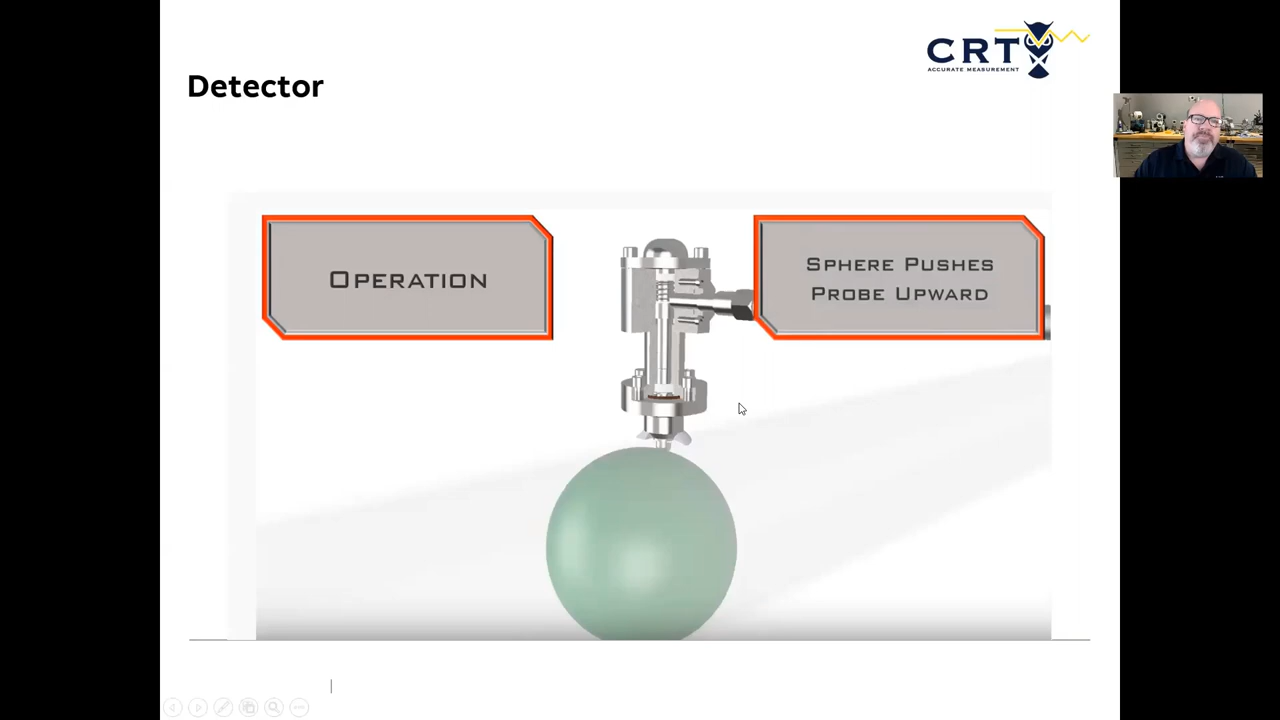 CRT
ACCURATE MEASUREMENT
Detector
OPERATION
SPHERE PUSHES
PROBE UPWARD